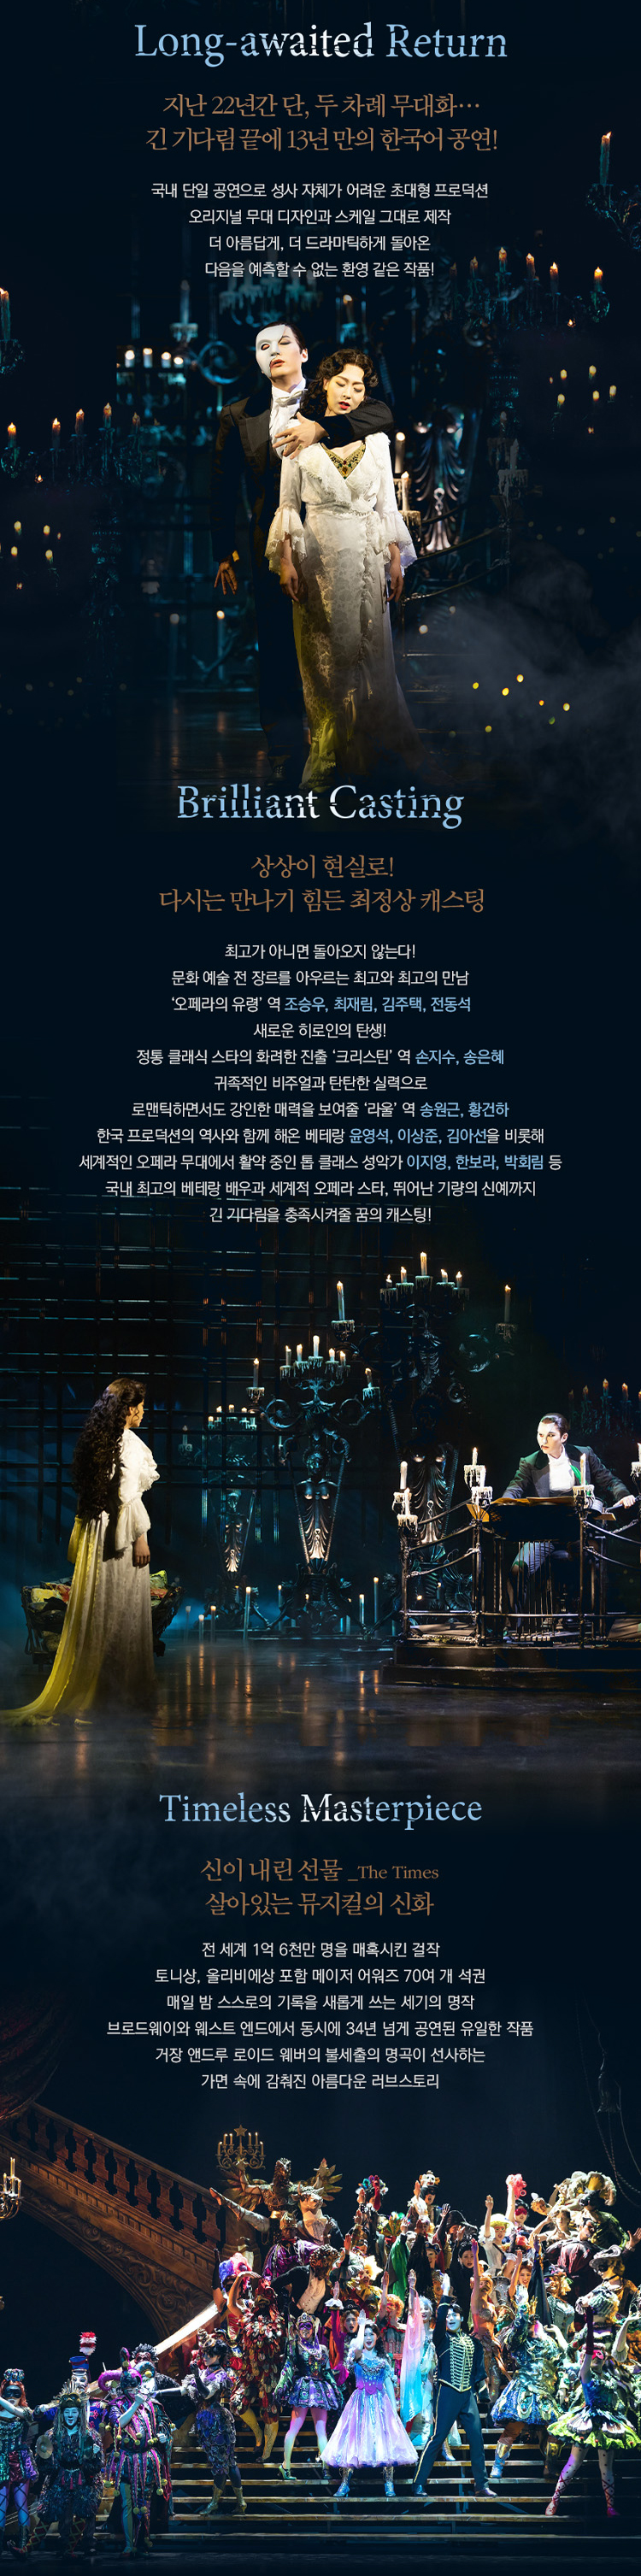 Long-awaited Return
지난 22년간 단, 두 차례 무대화…
긴 기다림 끝에 13년 만의 한국어 공연!
국내 단일 공연으로 성사 자체가 어려운 초대형 프로덕션
오리지널 무대 디자인과 스케일 그대로 제작
더 아름답게, 더 드라마틱하게 돌아온
다음을 예측할 수 없는 환영 같은 작품!
Brilliant Casting
상상이 현실로!
다시는 만나기 힘든 최정상 캐스팅
최고가 아니면 돌아오지 않는다!
문화 예술 전 장르를 아우르는 최고와 최고의 만남
‘오페라의 유령’ 역 조승우, 최재림, 김주택, 전동석
새로운 히로인의 탄생!
정통 클래식 스타의 화려한 진출 ‘크리스틴’ 역 손지수, 송은혜
귀족적인 비주얼과 탄탄한 실력으로
로맨틱하면서도 강인한 매력을 보여줄 ‘라울’ 역 송원근, 황건하
한국 프로덕션의 역사와 함께 해온 베테랑 윤영석, 이상준, 김아선을 비롯해
세계적인 오페라 무대에서 활약 중인 톱 클래스 성악가 이지영, 한보라, 박회림 등
국내 최고의 베테랑 배우과 세계적 오페라 스타, 뛰어난 기량의 신예까지
긴 기다림을 충족시켜줄 꿈의 캐스팅!
Timeless Masterpiece
신이 내린 선물 _The Times
살아있는 뮤지컬의 신화
전 세계 1억 6천만 명을 매혹시킨 걸작
토니상, 올리비에상 포함 메이저 어워즈 70여 개 석권
매일 밤 스스로의 기록을 새롭게 쓰는 세기의 명작
브로드웨이와 웨스트 엔드에서 동시에 34년 넘게 공연된 유일한 작품
거장 앤드루 로이드 웨버의 불세출의 명곡이 선사하는
가면 속에 감춰진 아름다운 러브스토리